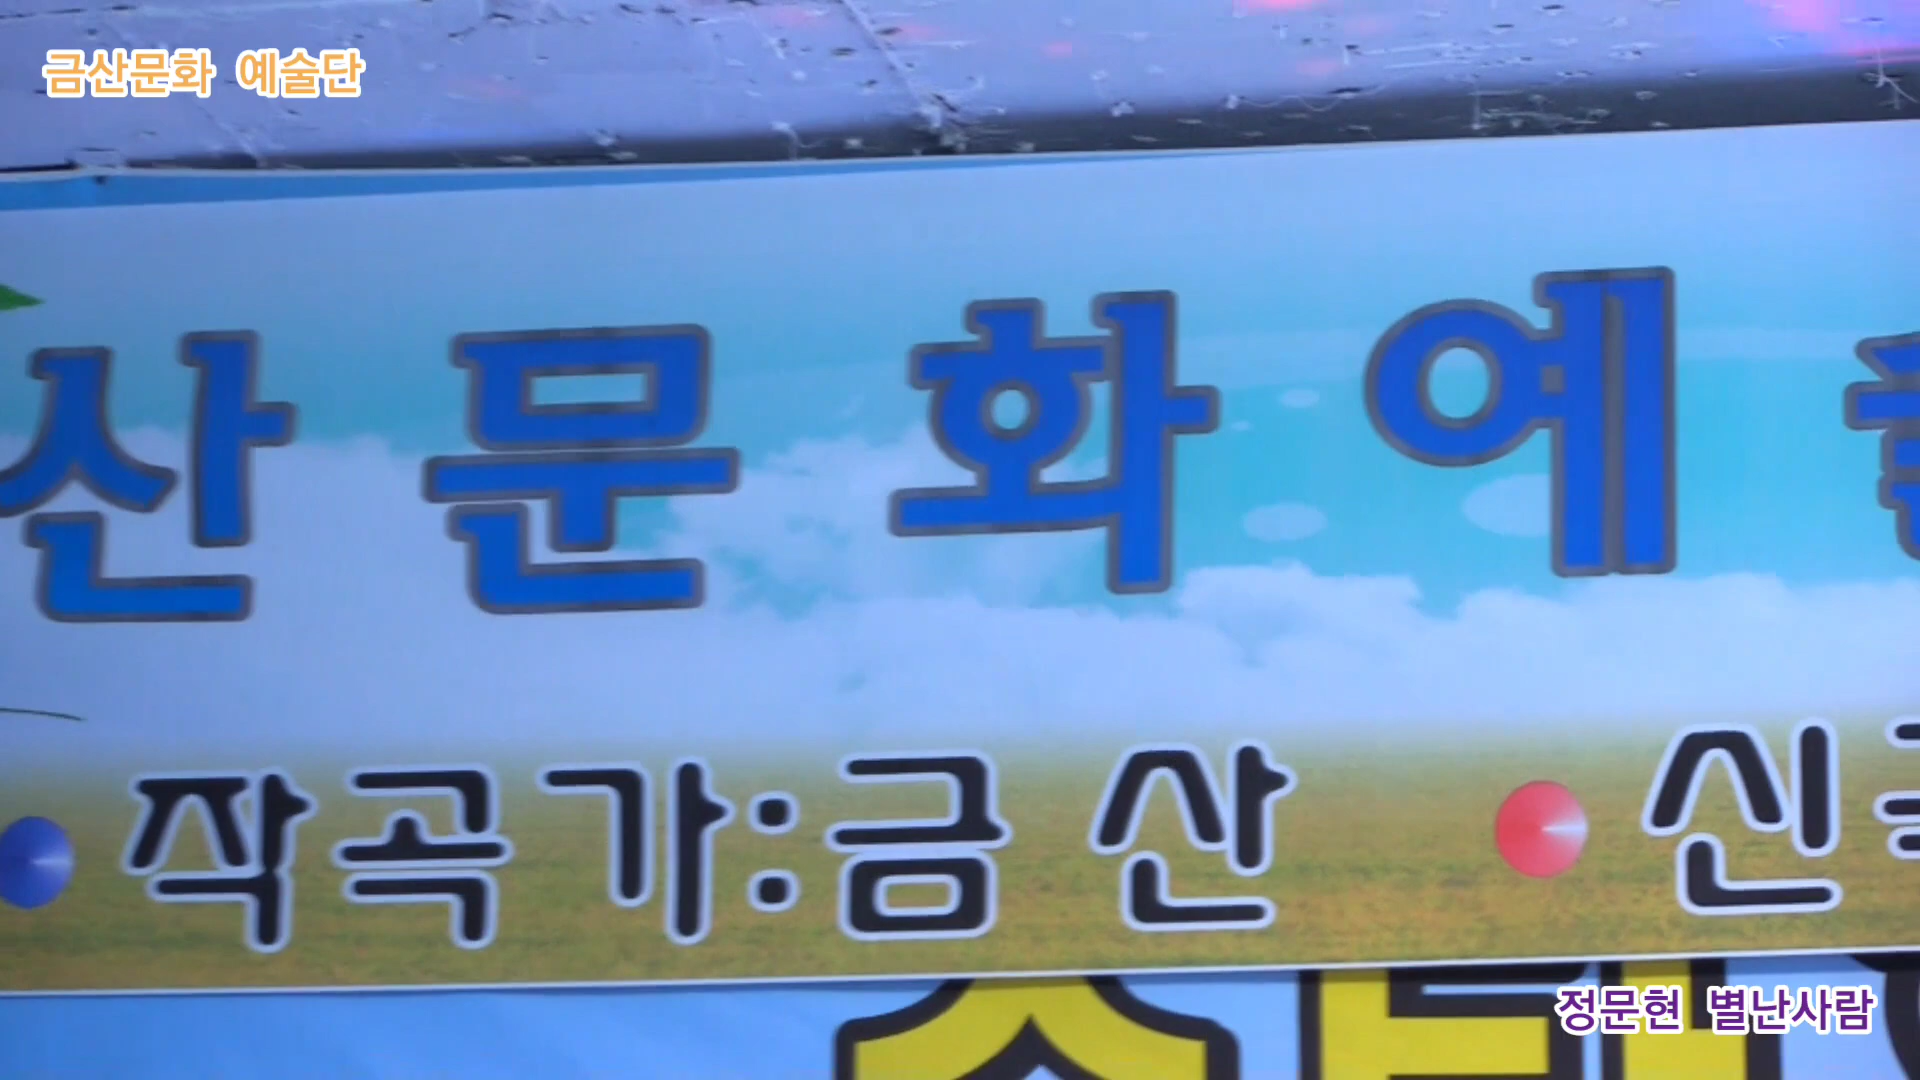 금산문화 예술단
산문화예술
작곡가:금산
신
정문현 별난사람